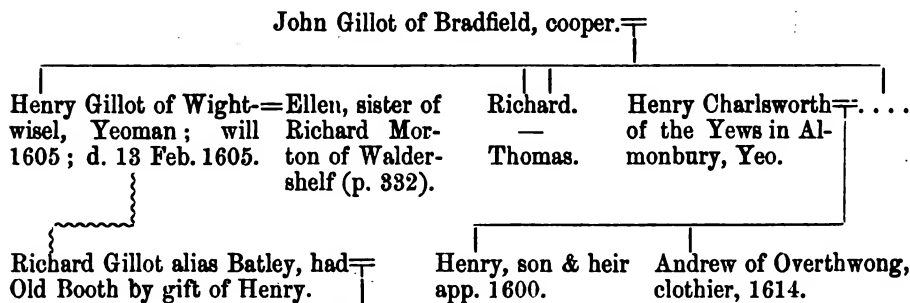 John Gillot of Bradfield, cooper.
Henry Gillot of Wight-
wisel, Yeoman; will
1605; d. 13 Feb. 1605.
Ellen, sister of
Richard Mor-
ton of Walder-
shelf (p. 332).
Richard.
—
Thomas.
Henry Charlsworth
of the Yews in Al-
monbury, Yeo.
. . . .
Richard Gillot alias Batley, had
Old Booth by gift of Henry.
Henry, son & heir
app. 1600.
Andrew of Overthwong,
clothier, 1614.